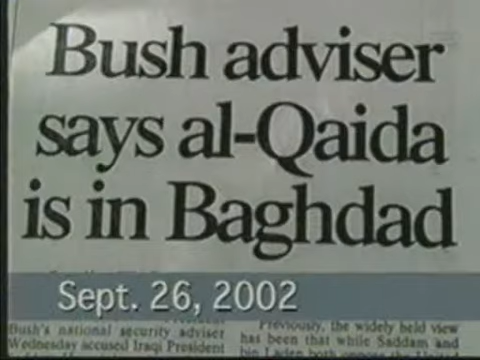 Bush adviser
says al-Qaida
is in Baghdad
Sept. 26, 2002
Bush's national security adviser
Wednesday accused Iraqi President
Previously, the widely held view
has been that while Saddam and